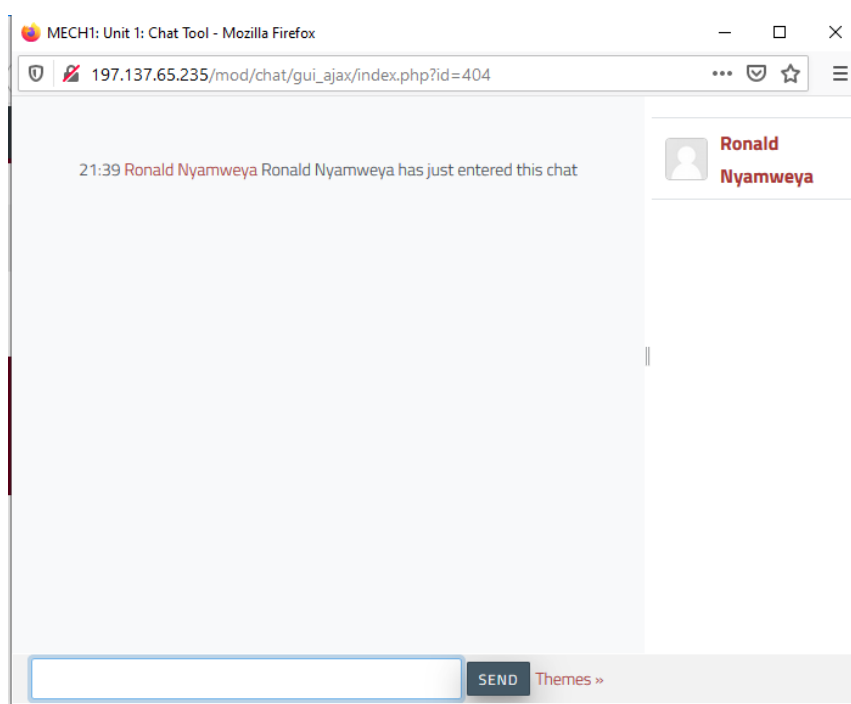 MECH1: Unit 1: Chat Tool - Mozilla Firefox
197.137.65.235/mod/chat/gui_ajax/index.php?id=404
21:39 Ronald Nyamweya Ronald Nyamweya has just entered this chat
Ronald
Nyamweya
SEND Themes »